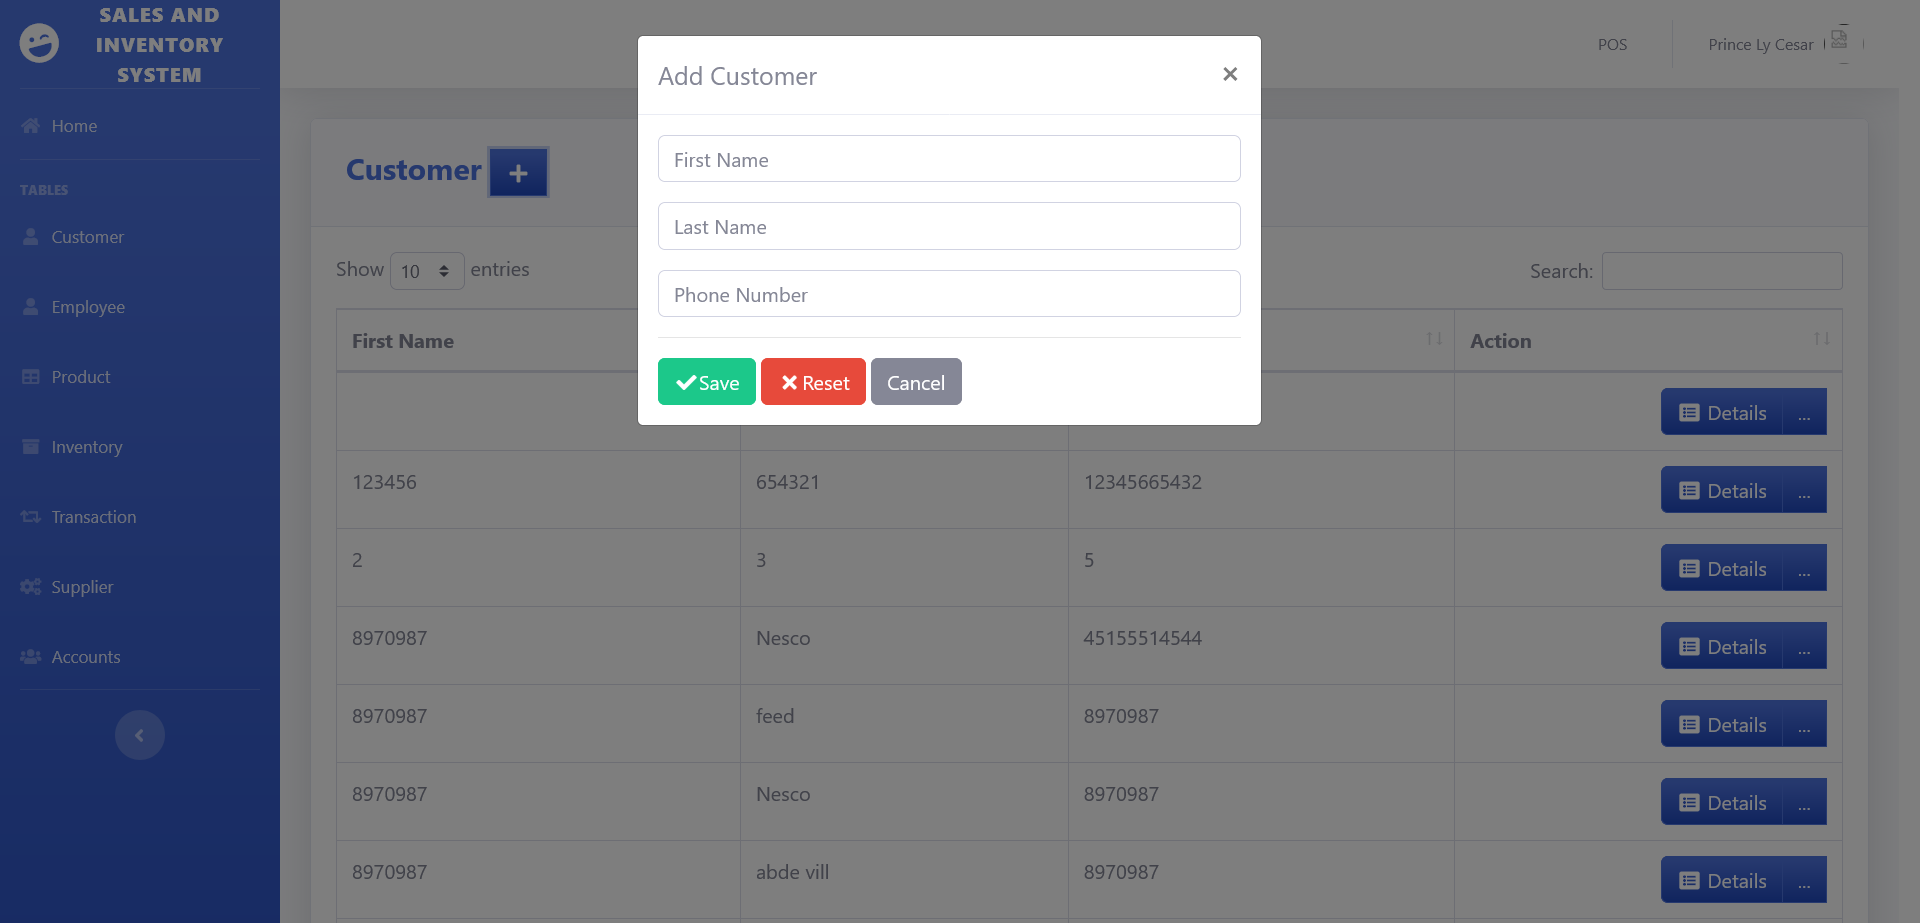 SALES AND
INVENTORY
SYSTEM
Home
TABLES
Customer
Employee
Product
Inventory
Transaction
Supplier
Accounts
POS
Prince Ly Cesar
Add Customer
×
First Name
Last Name
Phone Number
Save
Reset
Cancel
Customer
Show 10 entries
Search:
First Name
Action
Details ...
123456 654321 12345665432 Details ...
2 3 5 Details ...
8970987 Nesco 45155514544 Details ...
8970987 feed 8970987 Details ...
8970987 Nesco 8970987 Details ...
8970987 abde vill 8970987 Details ...